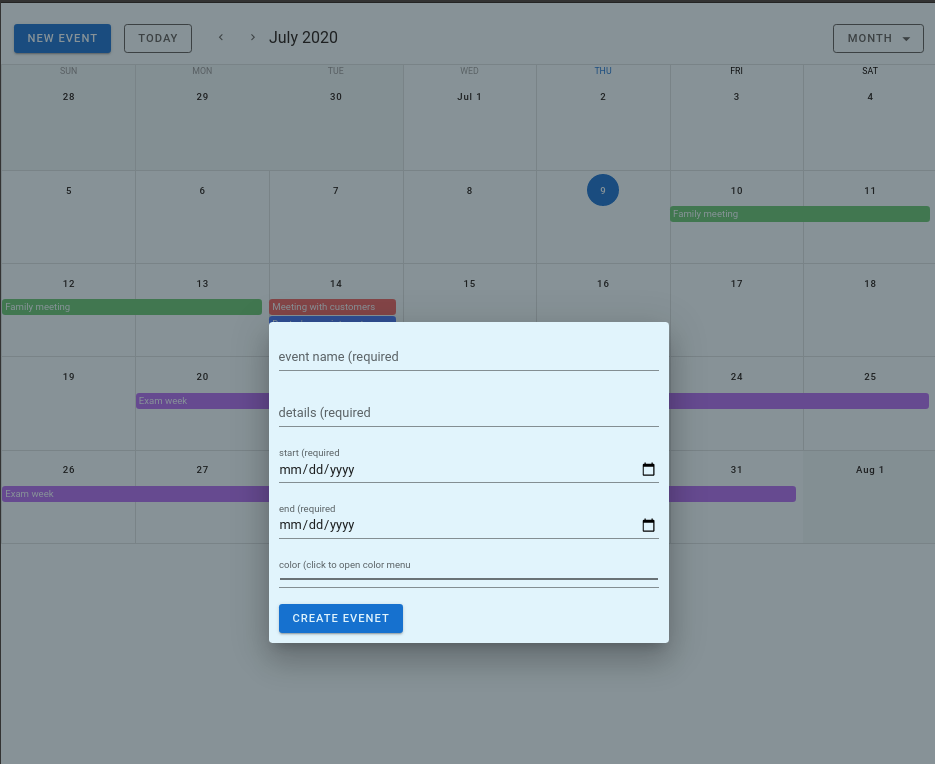 NEW EVENT TODAY ‹ › July 2020 MONTH
SUN MON TUE WED THU FRI SAT
28 29 30 Jul 1 2 3 4
5 6 7 8 9 10 11
Family meeting
12 13 14 15 16 17 18
Family meeting Meeting with customers
event name (required
19 20 24 25
Exam week
details (required
start (required
mm/dd/yyyy
26 27 31 Aug 1
Exam week
end (required
mm/dd/yyyy
color (click to open color menu
CREATE EVENET